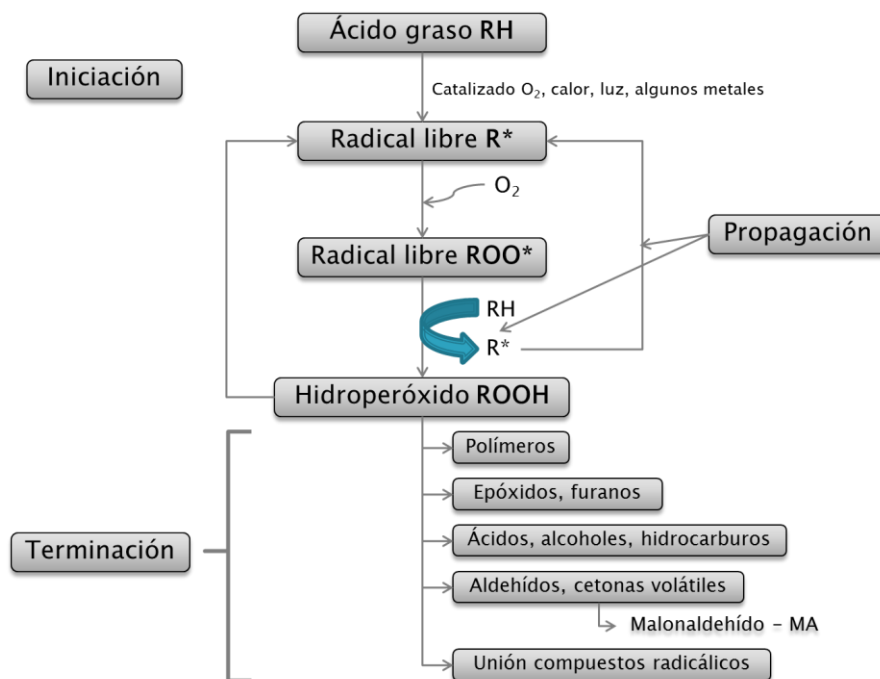 Ácido graso RH
Iniciación
Catalizado O₂, calor, luz, algunos metales
Radical libre R*
O₂
Propagación
Radical libre ROO*
RH
R*
Hidroperóxido ROOH
Polímeros
Epóxidos, furanos
Ácidos, alcoholes, hidrocarburos
Terminación
Aldehídos, cetonas volátiles
Malonaldehído - MA
Unión compuestos radicálicos